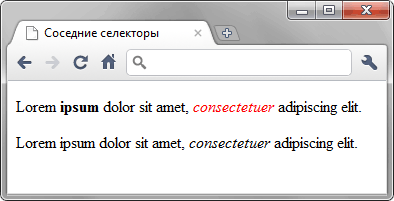 Соседние селекторы
Lorem ipsum dolor sit amet, consectetuer adipiscing elit.
Lorem ipsum dolor sit amet, consectetuer adipiscing elit.